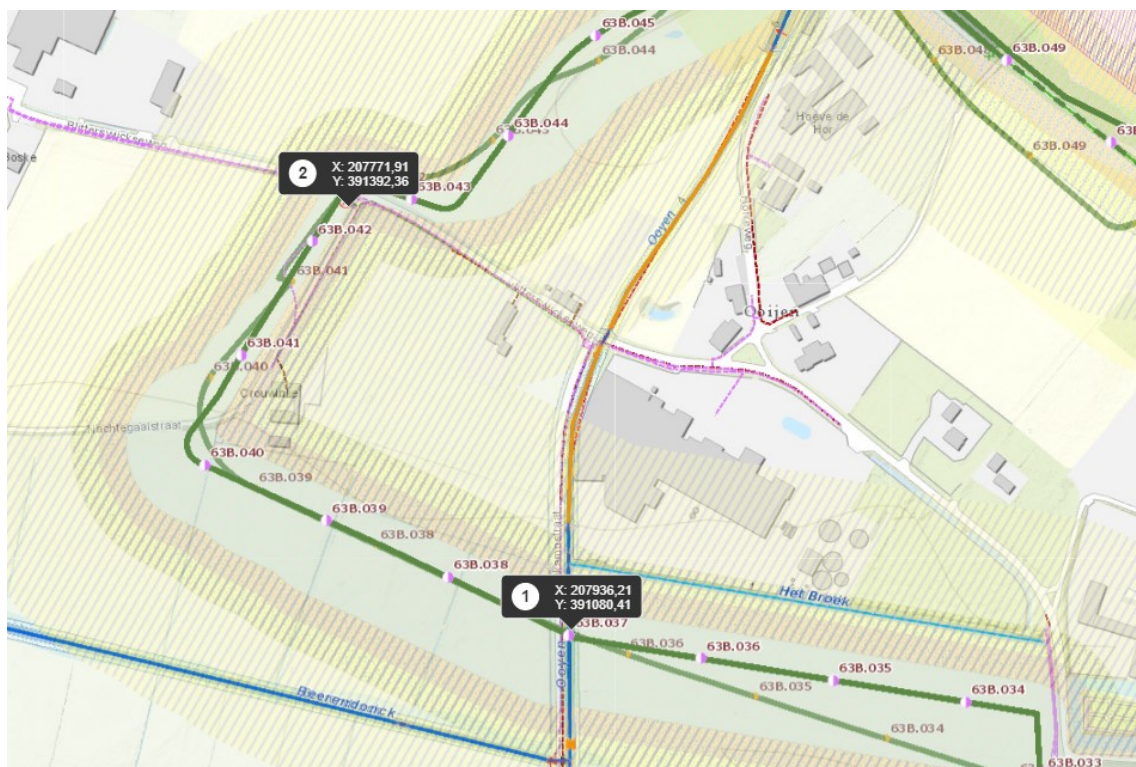 63B.045
63B.044
63B.048
63B.049
Hoeve de
Hor
63B.044
63B.049
Blitterswickseweg
Boske
2
X: 207771,91
Y: 391392,36
63B.043
63B.042
Ooyen A
63B.041
Ooijen
63B.041
63B.040
Crouwinkel
Nachtegaalstraat
63B.040
63B.039
63B.039
63B.038
63B.038
1
X: 207936,21
Y: 391080,41
Het Broek
63B.037
63B.036
63B.036
63B.035
63B.035
63B.034
63B.034
Ooyen
Beerendonck
63B.033